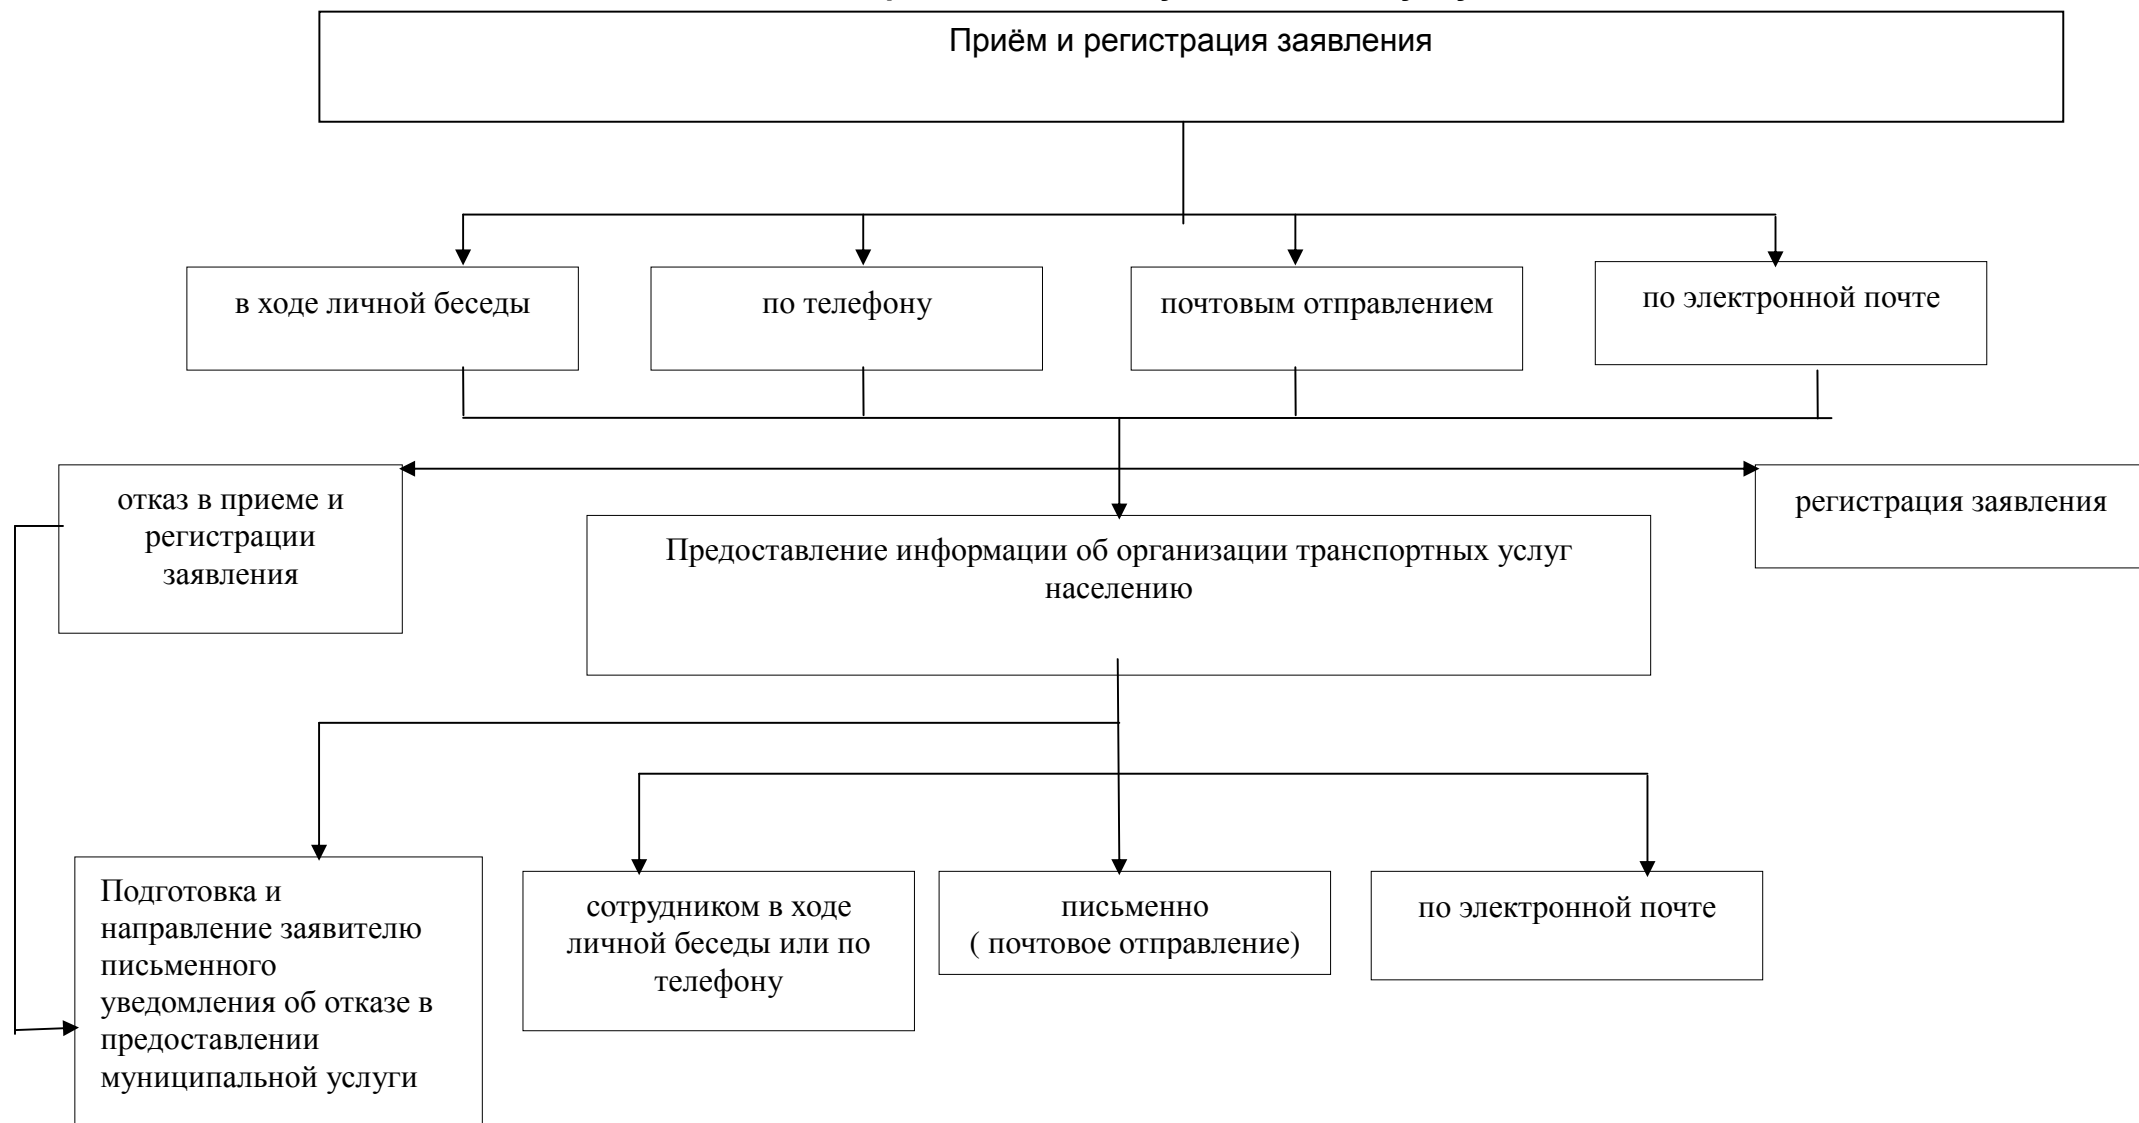 Приём и регистрация заявления
в ходе личной беседы
по телефону
почтовым отправлением
по электронной почте
отказ в приеме и
регистрации
заявления
регистрация заявления
Предоставление информации об организации транспортных услуг
населению
Подготовка и
направление заявителю
письменного
уведомления об отказе в
предоставлении
муниципальной услуги
сотрудником в ходе
личной беседы или по
телефону
письменно
( почтовое отправление)
по электронной почте